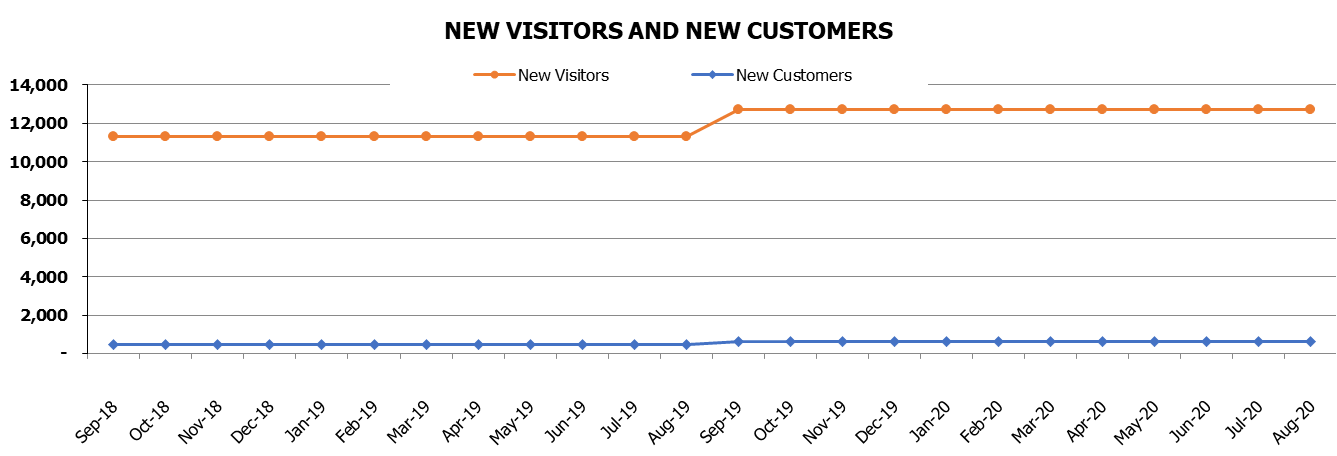 NEW VISITORS AND NEW CUSTOMERS
New Visitors New Customers
14,000
12,000
10,000
8,000
6,000
4,000
2,000
-
Sep-18 Oct-18 Nov-18 Dec-18 Jan-19 Feb-19 Mar-19 Apr-19 May-19 Jun-19 Jul-19 Aug-19 Sep-19 Oct-19 Nov-19 Dec-19 Jan-20 Feb-20 Mar-20 Apr-20 May-20 Jun-20 Jul-20 Aug-20